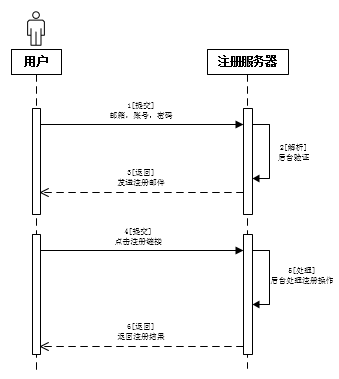 用户
注册服务器
1[提交]
邮箱，账号，密码
2[解析]
后台验证
3[返回]
发送注册邮件
4[提交]
点击注册链接
5[处理]
后台处理注册操作
6[返回]
返回注册结果